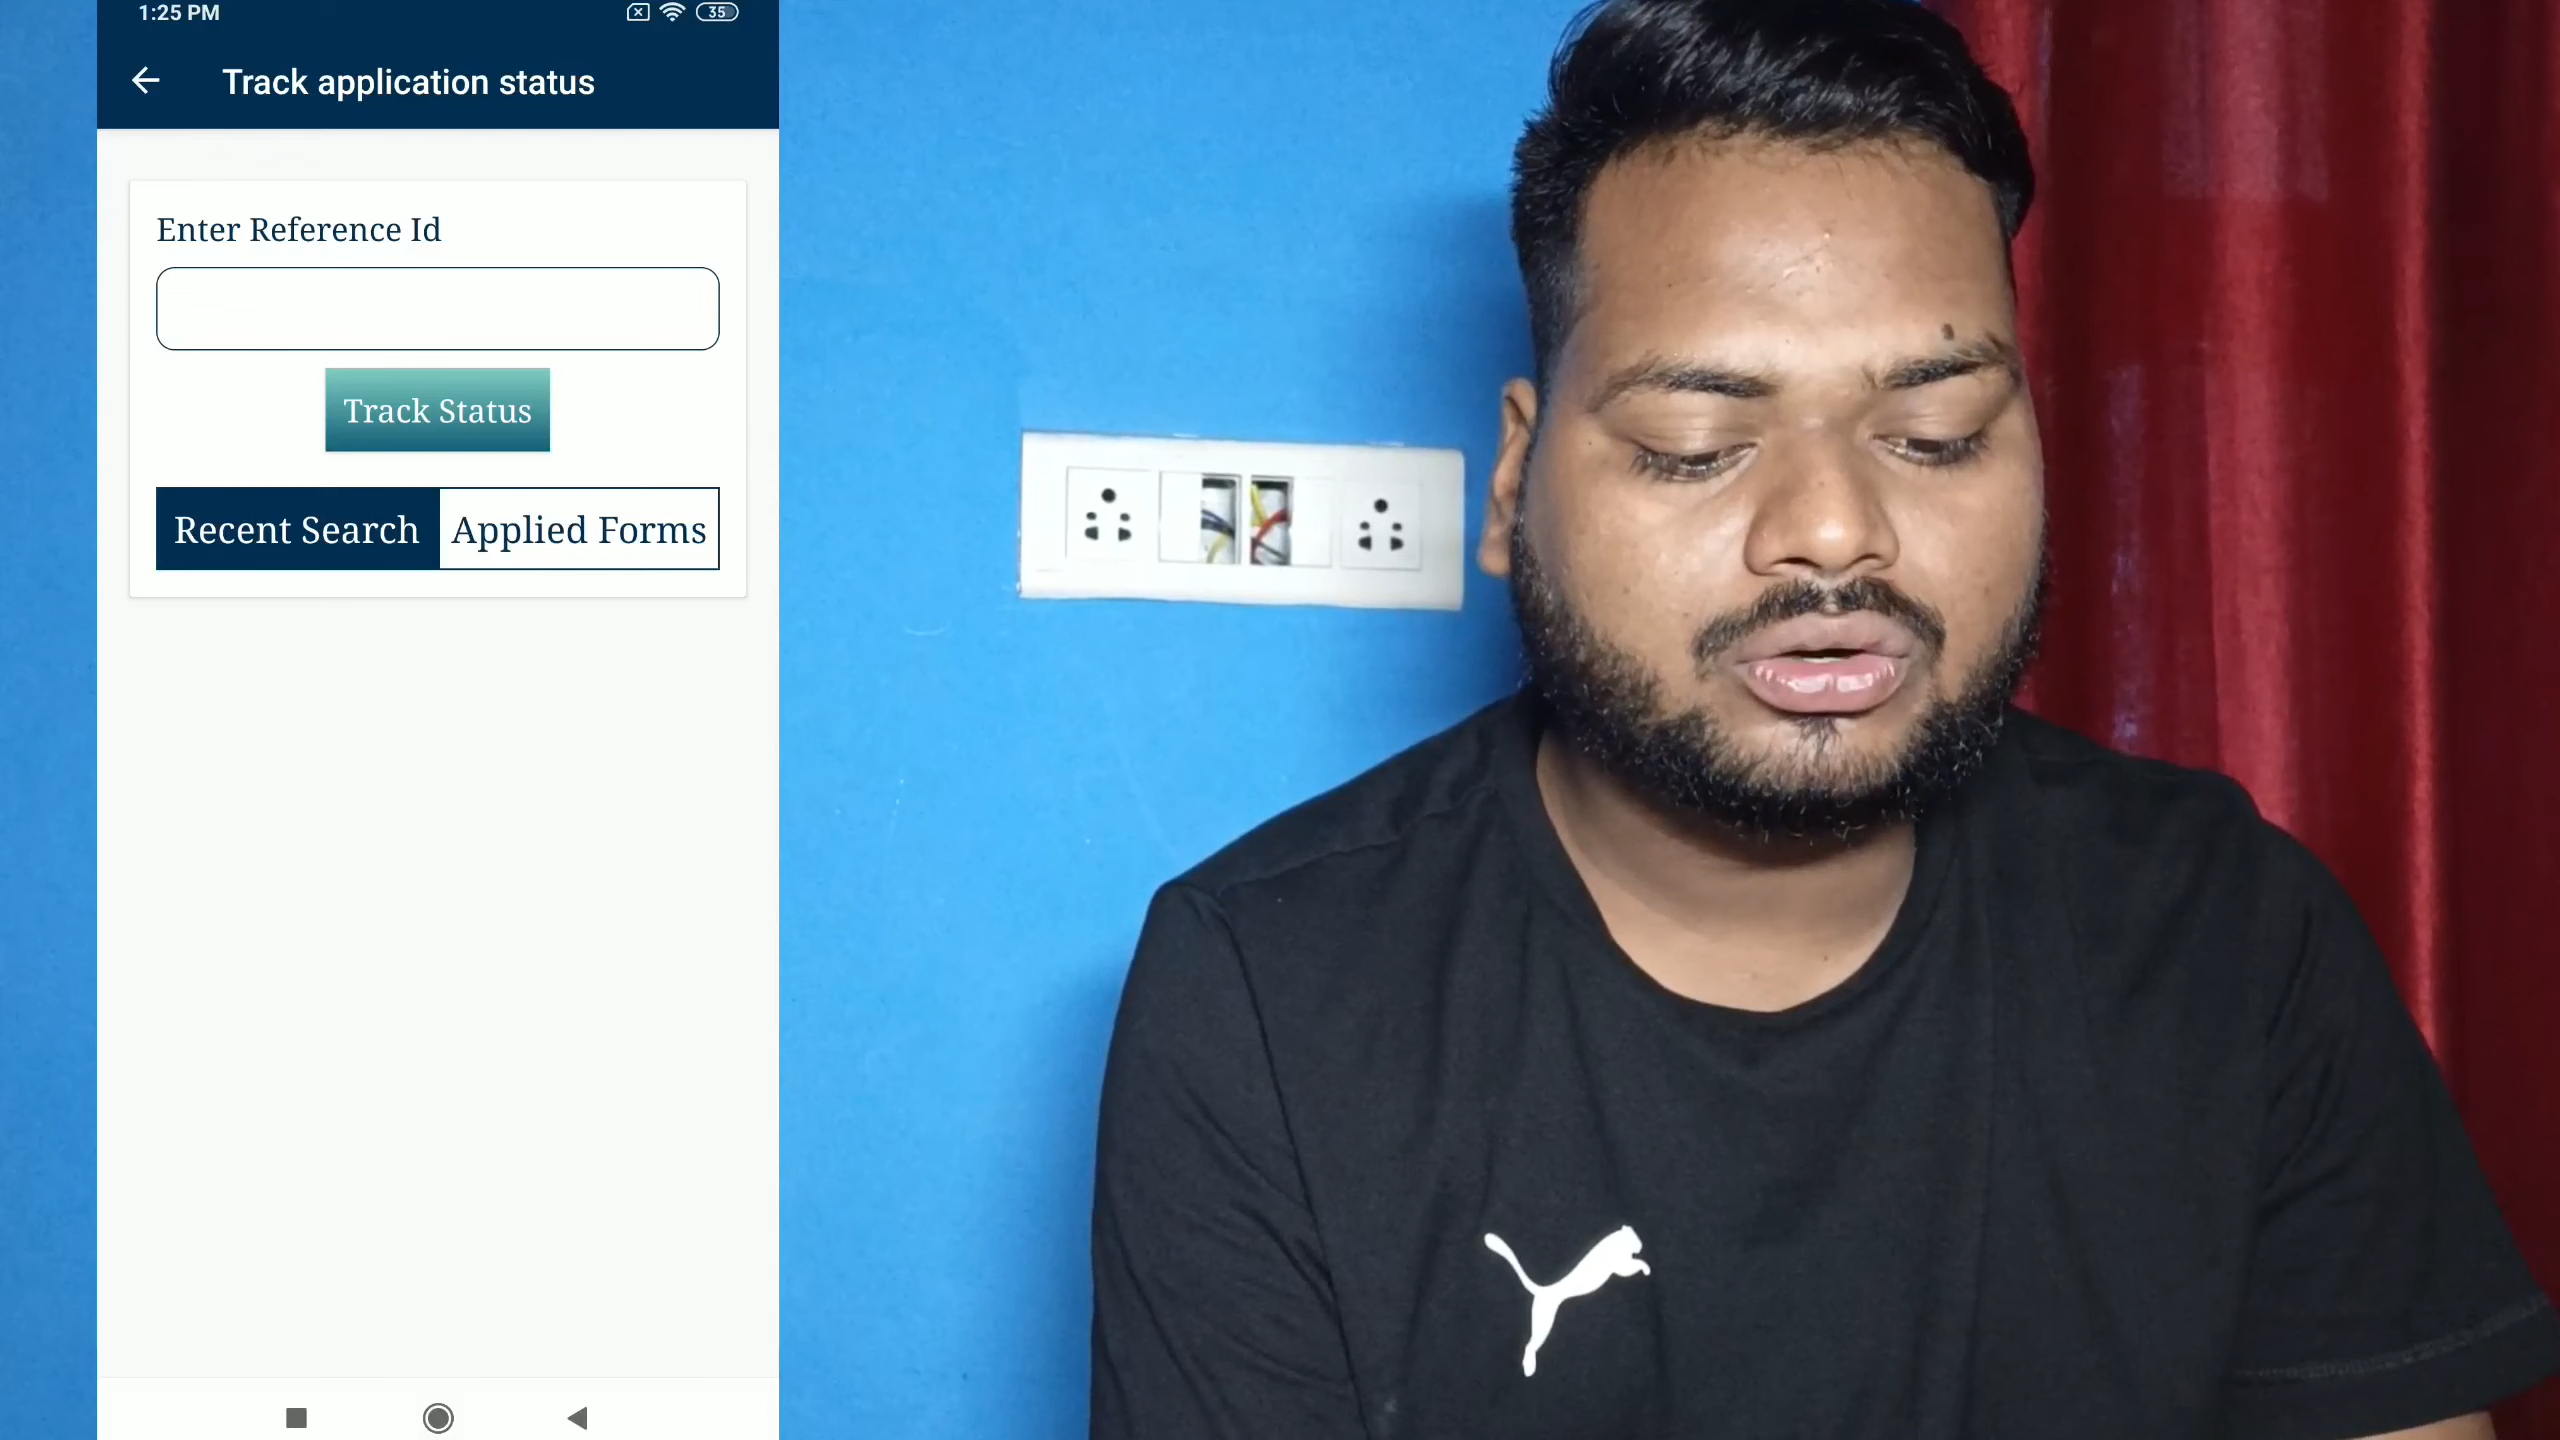 1:25 PM
35
Track application status
Enter Reference Id
Track Status
Recent Search
Applied Forms